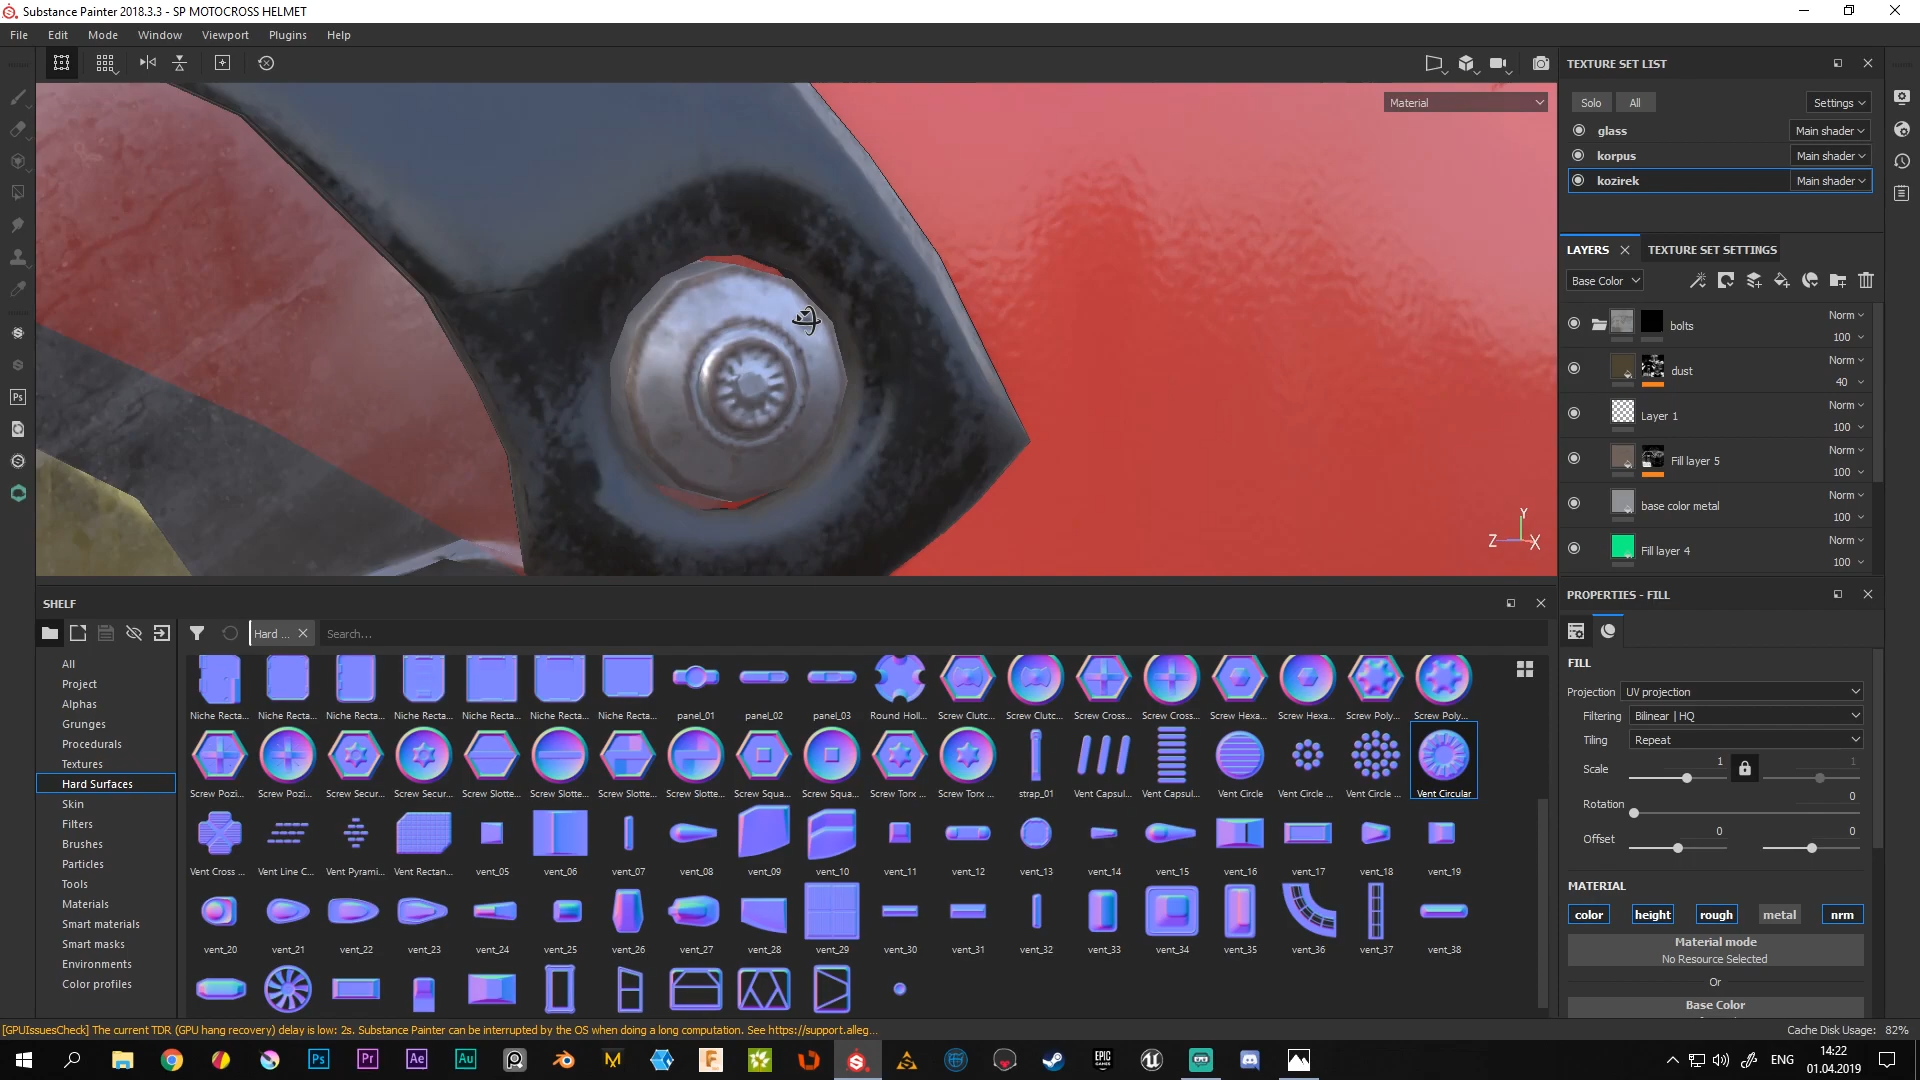 Substance Painter 2018.3.3 - SP MOTOCROSS HELMET
File Edit Mode Window Viewport Plugins Help
Material
Y
Z
X
TEXTURE SET LIST
Solo All Settings
glass Main shader
korpus Main shader
kozirek Main shader
LAYERS TEXTURE SET SETTINGS
Base Color
bolts Norm 100
dust Norm 40
Layer 1 Norm 100
Fill layer 5 Norm 100
base color metal Norm 100
Fill layer 4 Norm 100
PROPERTIES - FILL
FILL
Projection UV projection
Filtering Bilinear | HQ
Tiling Repeat
Scale 1 1
Rotation 0
Offset 0 0
MATERIAL
color height rough metal nrm
Material mode
No Resource Selected
Or
Base Color
SHELF
Hard ... Search...
All
Project
Alphas
Grunges
Procedurals
Textures
Hard Surfaces
Skin
Filters
Brushes
Particles
Tools
Materials
Smart materials
Smart masks
Environments
Color profiles
Niche Recta... Niche Recta... Niche Recta... Niche Recta... Niche Recta... Niche Recta... Niche Recta... panel_01 panel_02 panel_03 Round Holl... Screw Clutc... Screw Clutc... Screw Cross... Screw Cross... Screw Hexa... Screw Hexa... Screw Poly... Screw Poly...
Screw Pozi... Screw Pozi... Screw Secur... Screw Secur... Screw Slotte... Screw Slotte... Screw Slotte... Screw Slotte... Screw Squa... Screw Squa... Screw Torx ... Screw Torx ... strap_01 Vent Capsul... Vent Capsul... Vent Circle Vent Circle ... Vent Circle ... Vent Circular
Vent Cross ... Vent Line C... Vent Pyrami... Vent Rectan... vent_05 vent_06 vent_07 vent_08 vent_09 vent_10 vent_11 vent_12 vent_13 vent_14 vent_15 vent_16 vent_17 vent_18 vent_19
vent_20 vent_21 vent_22 vent_23 vent_24 vent_25 vent_26 vent_27 vent_28 vent_29 vent_30 vent_31 vent_32 vent_33 vent_34 vent_35 vent_36 vent_37 vent_38
[GPUIssuesCheck] The current TDR (GPU hang recovery) delay is low: 2s. Substance Painter can be interrupted by the OS when doing a long computation. See https://support.alleg...
Cache Disk Usage: 82%
Ps
Ps Pr Ae Au
EPIC GAMES
ENG
14:22
01.04.2019